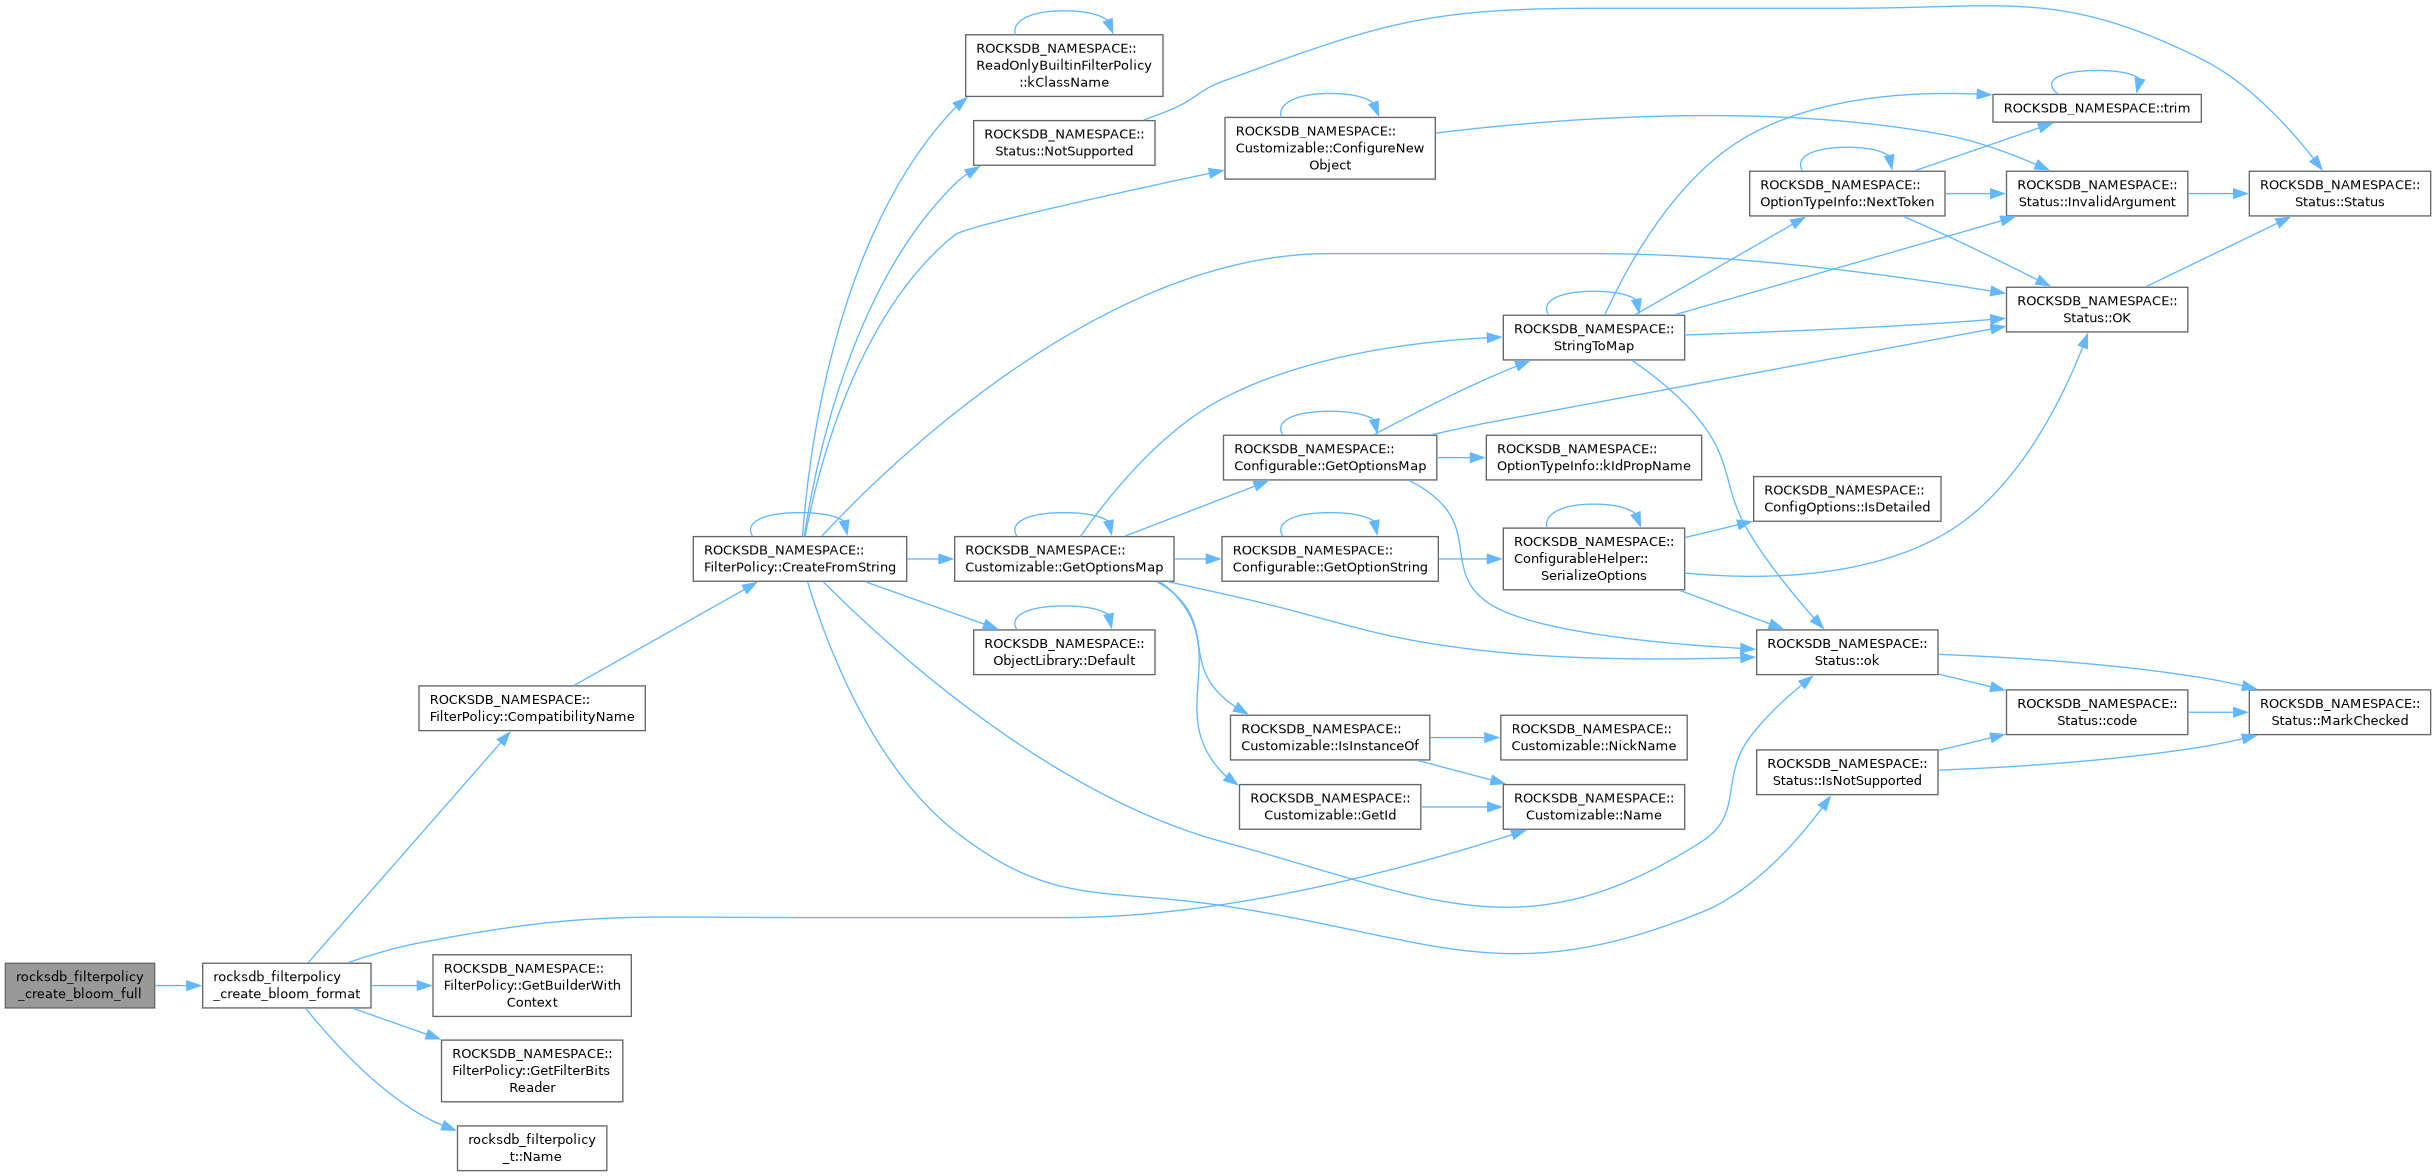 rocksdb_filterpolicy
_create_bloom_full
rocksdb_filterpolicy
_create_bloom_format
ROCKSDB_NAMESPACE::
FilterPolicy::CompatibilityName
ROCKSDB_NAMESPACE::
FilterPolicy::GetBuilderWith
Context
ROCKSDB_NAMESPACE::
FilterPolicy::GetFilterBits
Reader
rocksdb_filterpolicy
_t::Name
ROCKSDB_NAMESPACE::
FilterPolicy::CreateFromString
ROCKSDB_NAMESPACE::
ReadOnlyBuiltinFilterPolicy
::kClassName
ROCKSDB_NAMESPACE::
Status::NotSupported
ROCKSDB_NAMESPACE::
Customizable::GetOptionsMap
ROCKSDB_NAMESPACE::
ObjectLibrary::Default
ROCKSDB_NAMESPACE::
Customizable::ConfigureNew
Object
ROCKSDB_NAMESPACE::
Configurable::GetOptionsMap
ROCKSDB_NAMESPACE::
Configurable::GetOptionString
ROCKSDB_NAMESPACE::
Customizable::IsInstanceOf
ROCKSDB_NAMESPACE::
Customizable::GetId
ROCKSDB_NAMESPACE::
StringToMap
ROCKSDB_NAMESPACE::
OptionTypeInfo::kIdPropName
ROCKSDB_NAMESPACE::
ConfigurableHelper::
SerializeOptions
ROCKSDB_NAMESPACE::
Customizable::NickName
ROCKSDB_NAMESPACE::
Customizable::Name
ROCKSDB_NAMESPACE::
OptionTypeInfo::NextToken
ROCKSDB_NAMESPACE::
ConfigOptions::IsDetailed
ROCKSDB_NAMESPACE::
Status::ok
ROCKSDB_NAMESPACE::
Status::IsNotSupported
ROCKSDB_NAMESPACE::trim
ROCKSDB_NAMESPACE::
Status::InvalidArgument
ROCKSDB_NAMESPACE::
Status::OK
ROCKSDB_NAMESPACE::
Status::code
ROCKSDB_NAMESPACE::
Status::Status
ROCKSDB_NAMESPACE::
Status::MarkChecked